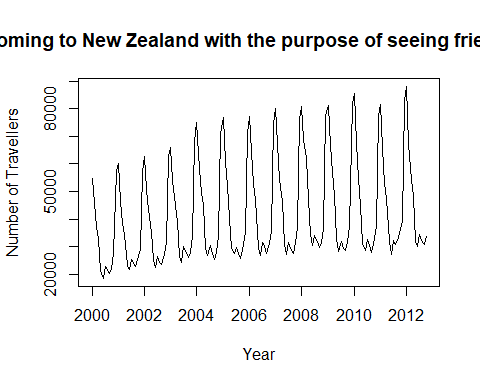 oming to New Zealand with the purpose of seeing frie
Number of Travellers
80000
50000
20000
2000 2002 2004 2006 2008 2010 2012
Year